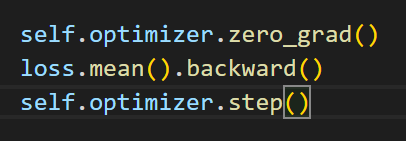 self.optimizer.zero_grad()
loss.mean().backward()
self.optimizer.step()